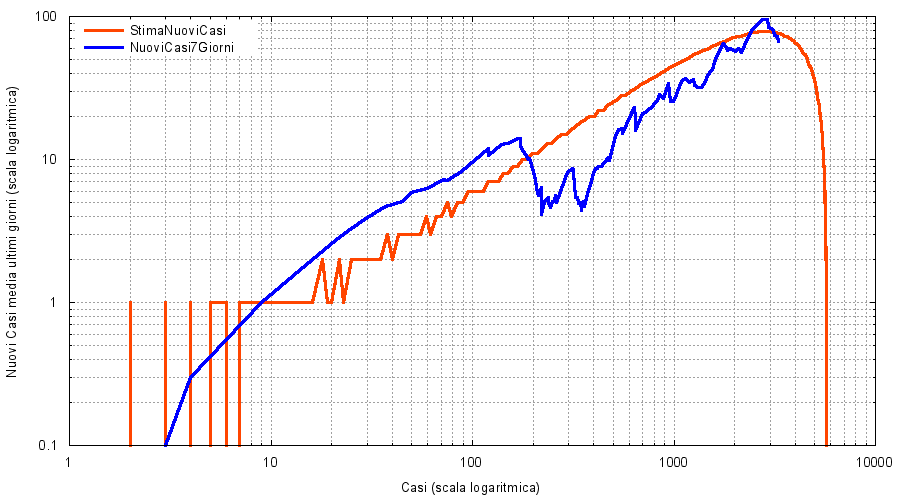 100
StimaNuoviCasi
NuoviCasi7Giorni
10
1
0.1
Nuovi Casi media ultimi giorni (scala logaritmica)
1
10
100
1000
10000
Casi (scala logaritmica)